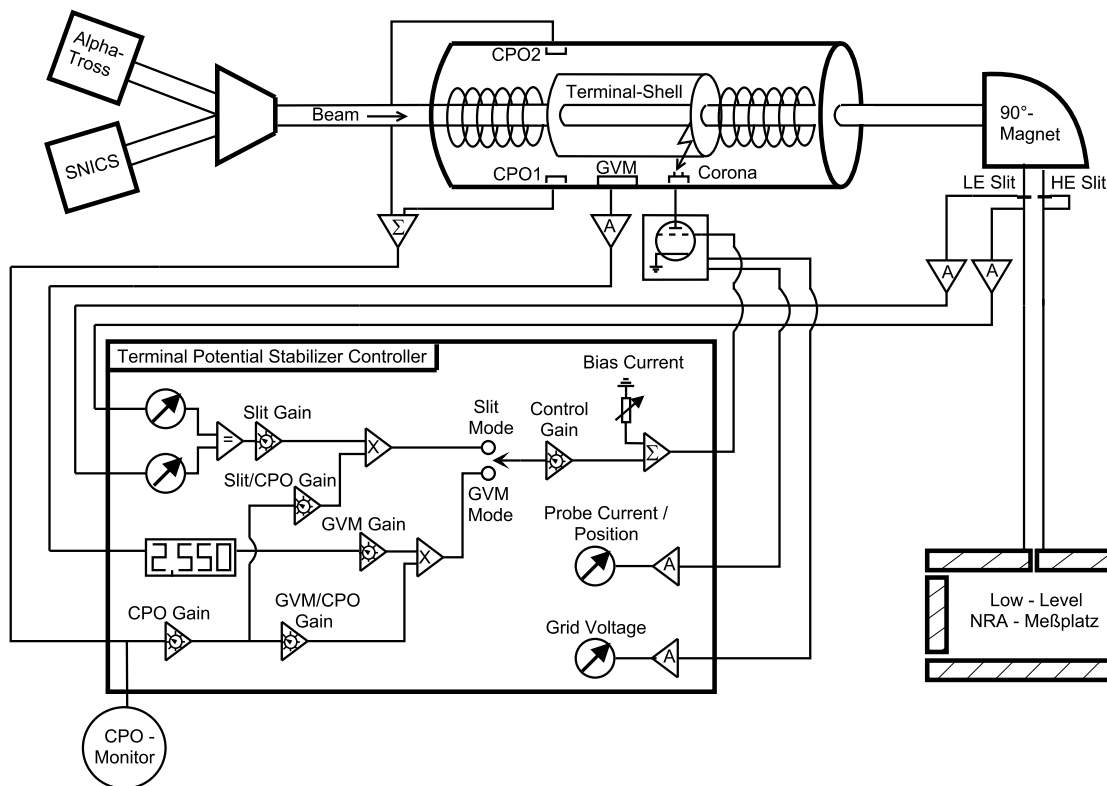 Alpha-
Tross
SNICS
Beam
CPO2
Terminal-Shell
CPO1
GVM
Corona
90°-
Magnet
LE Slit
HE Slit
Σ
A
A
A
Terminal Potential Stabilizer Controller
Bias Current
Slit Gain
Slit
Mode
Control
Gain
=
X
Σ
Slit/CPO Gain
GVM
Mode
GVM Gain
Probe Current /
Position
2,550
X
A
CPO Gain
GVM/CPO
Gain
Grid Voltage
A
Low - Level
NRA - Meßplatz
CPO -
Monitor